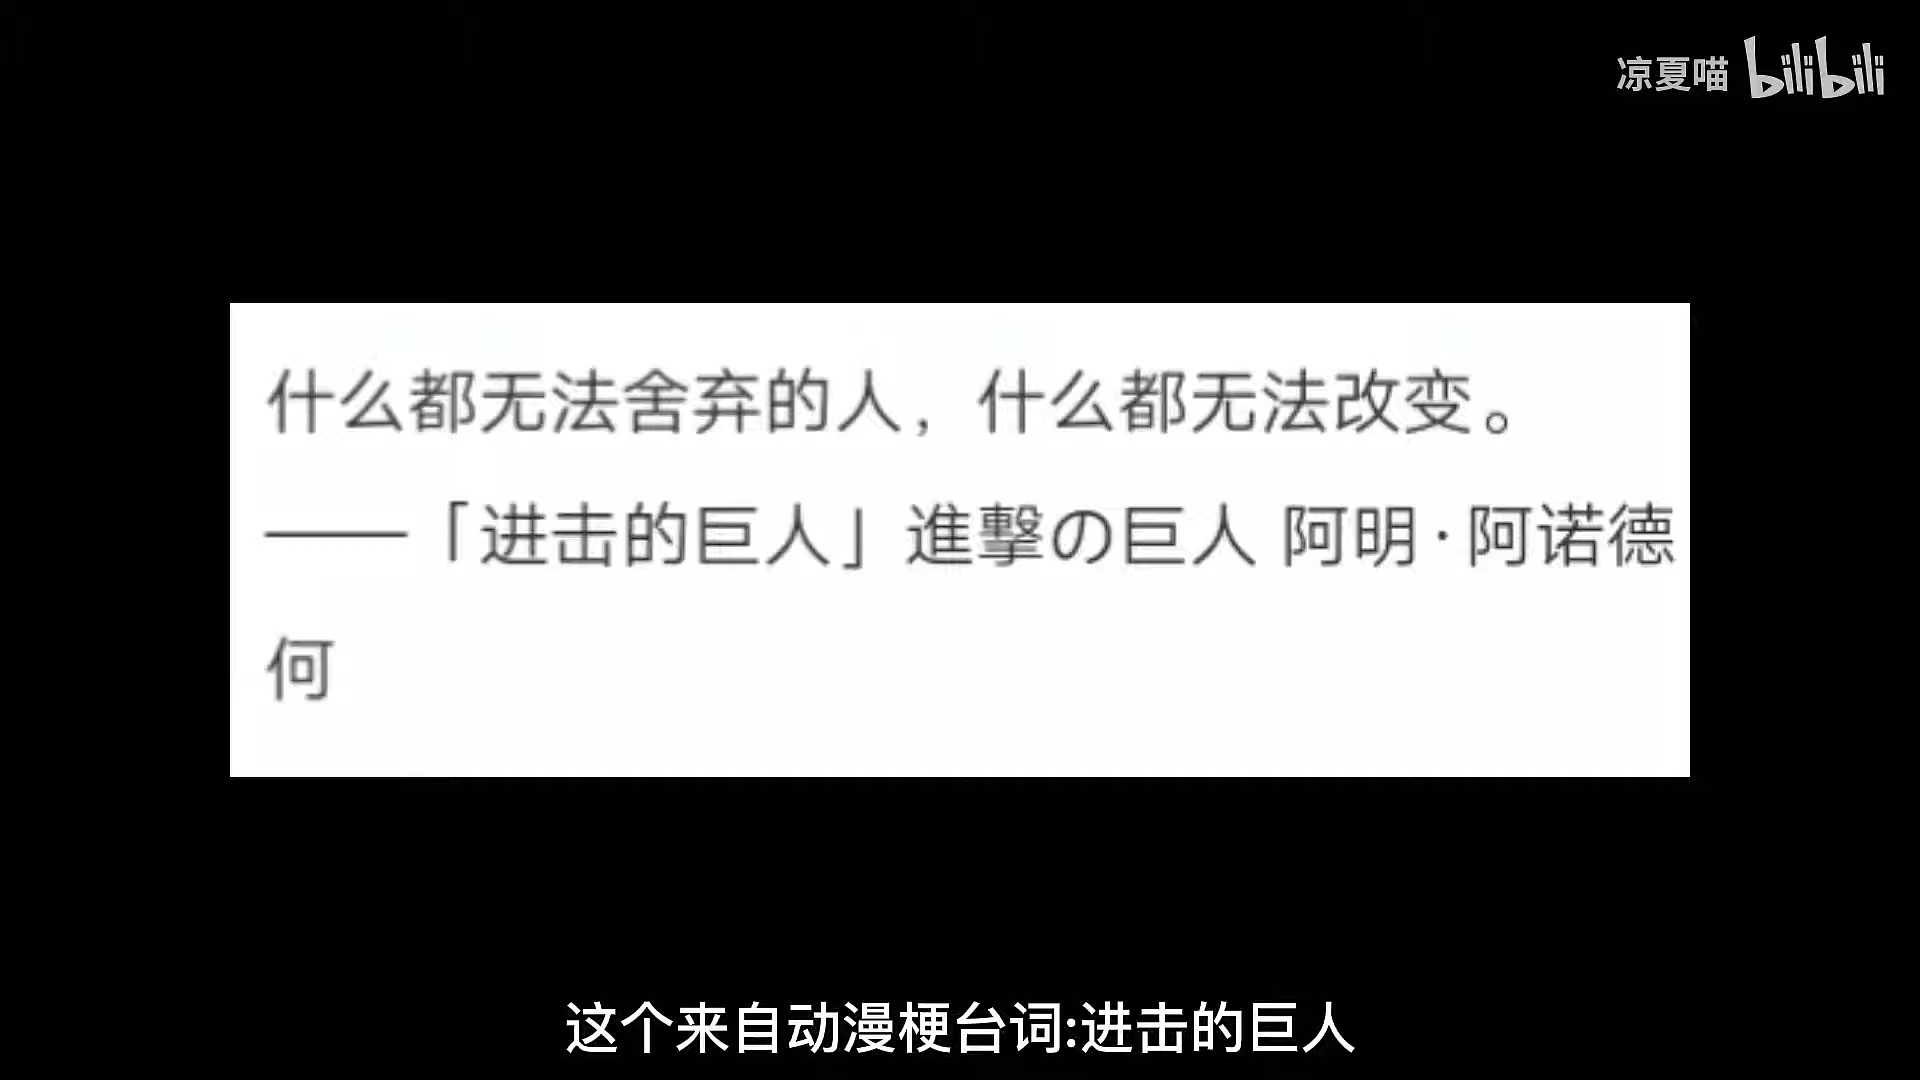 凉夏喵 bilibili
什么都无法舍弃的人，什么都无法改变。
——「进击的巨人」進擊の巨人 阿明·阿诺德
何
这个来自动漫梗台词:进击的巨人